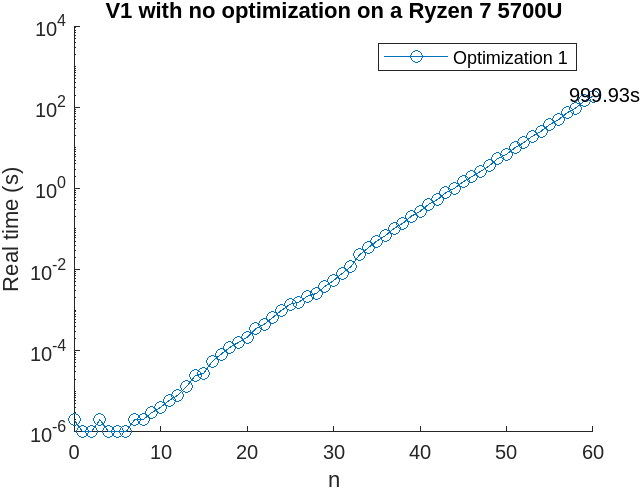 V1 with no optimization on a Ryzen 7 5700U
10^4
Optimization 1
999.93s
10^2
10^0
10^-2
10^-4
10^-6
Real time (s)
0 10 20 30 40 50 60
n